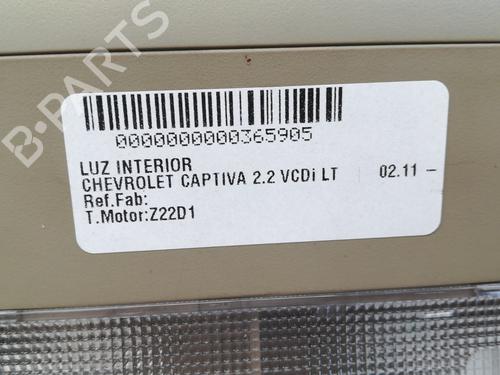 0000000000365905
LUZ INTERIOR
CHEVROLET CAPTIVA 2.2 VCDi LT 02.11 -
Ref.Fab:
T.Motor:Z22D1
B-PARTS